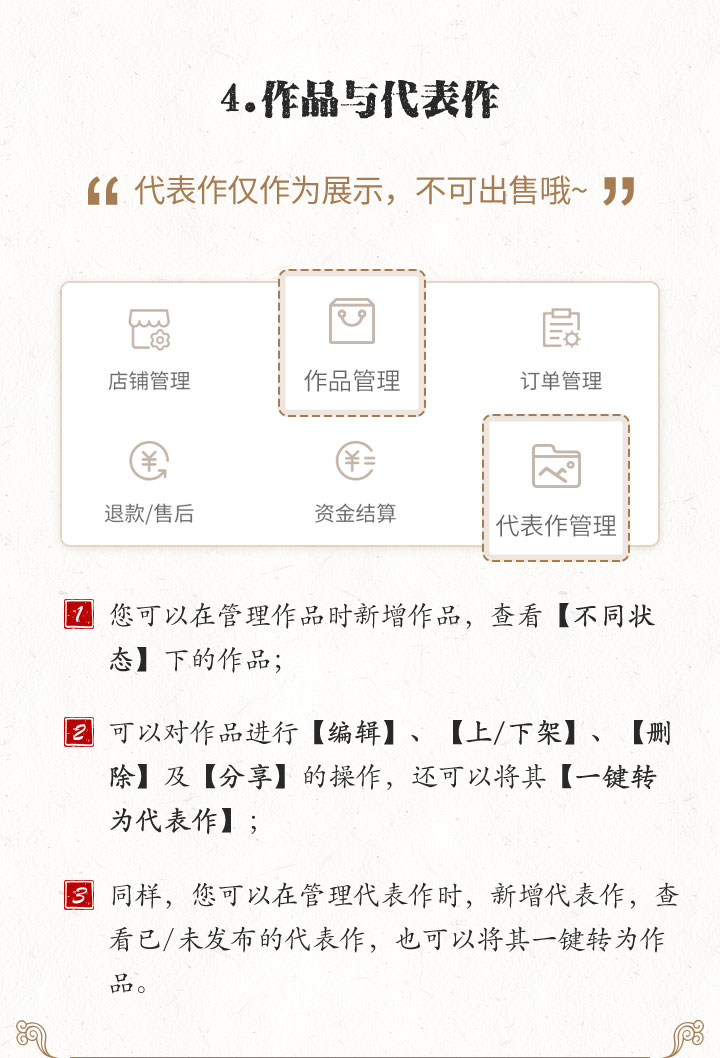 4.作品与代表作
“ 代表作仅作为展示，不可出售哦~ ”
店铺管理
作品管理
订单管理
退款/售后
资金结算
代表作管理
1 您可以在管理作品时新增作品，查看【不同状
态】下的作品；
2 可以对作品进行【编辑】、【上/下架】、【删
除】及【分享】的操作，还可以将其【一键转
为代表作】；
3 同样，您可以在管理代表作时，新增代表作，查
看已/未发布的代表作，也可以将其一键转为作
品。